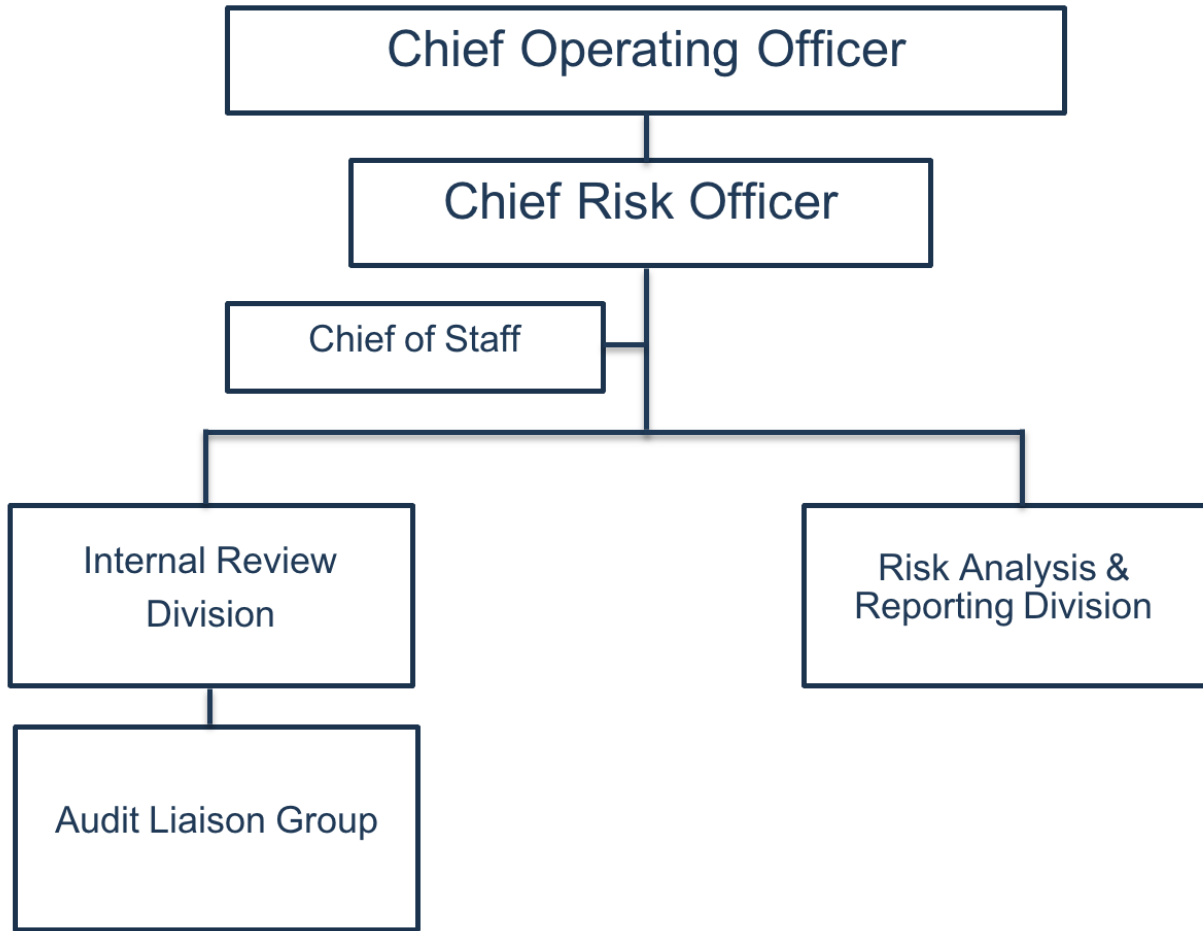 Chief Operating Officer
Chief Risk Officer
Chief of Staff
Internal Review
Division
Risk Analysis &
Reporting Division
Audit Liaison Group